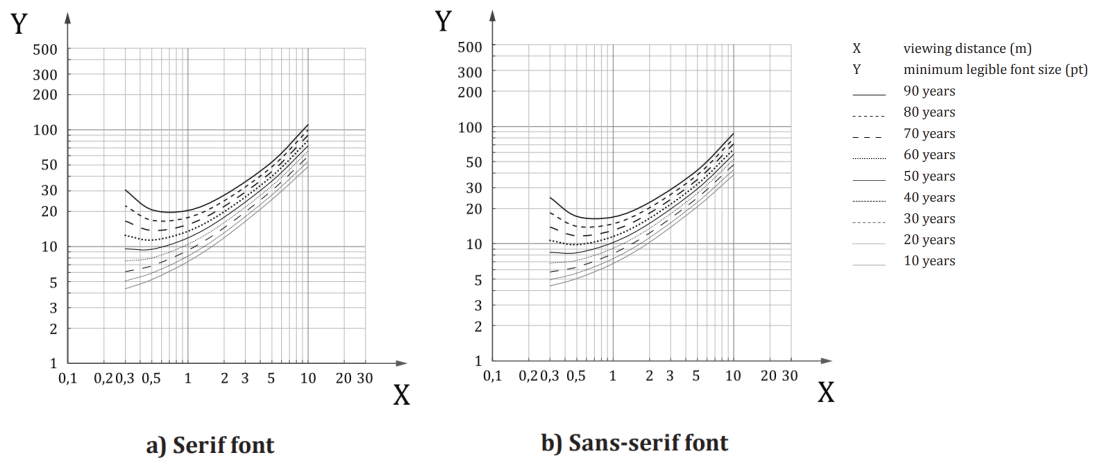 Y
500
300
200
100
50
30
20
10
5
3
2
1
0,1 0,2 0,3 0,5 1 2 3 5 10 20 30
X
a) Serif font
Y
500
300
200
100
50
30
20
10
5
3
2
1
0,1 0,2 0,3 0,5 1 2 3 5 10 20 30
X
b) Sans-serif font
X viewing distance (m)
Y minimum legible font size (pt)
90 years
80 years
70 years
60 years
50 years
40 years
30 years
20 years
10 years